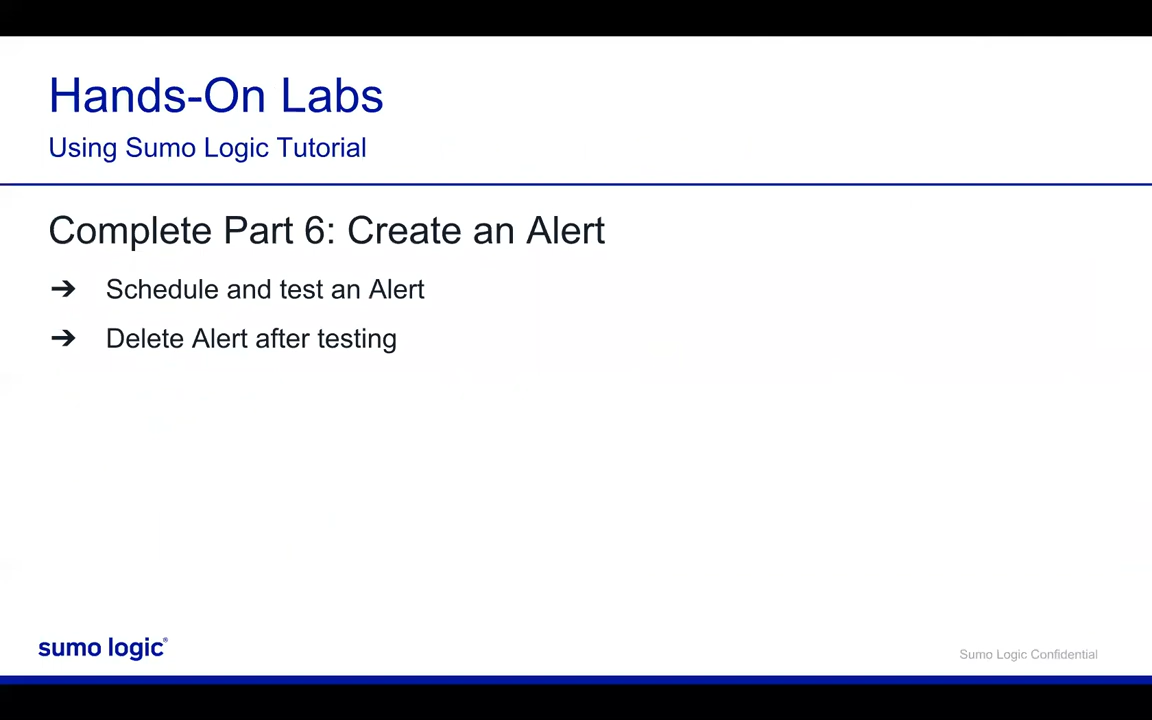 Hands-On Labs
Using Sumo Logic Tutorial
Complete Part 6: Create an Alert
➔ Schedule and test an Alert
➔ Delete Alert after testing
sumo logic®
Sumo Logic Confidential